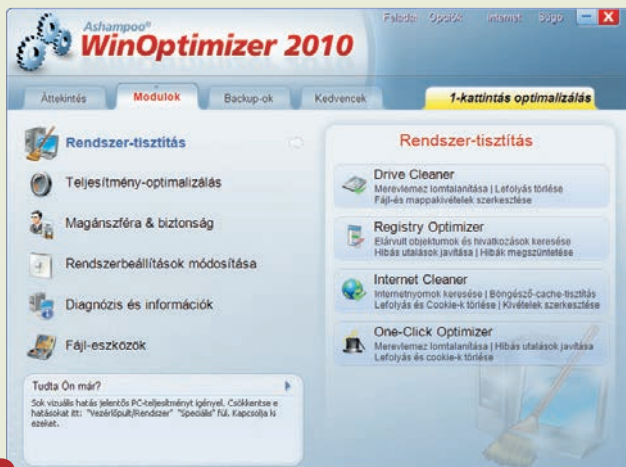 Ashampoo®
WinOptimizer 2010
Feladat Opciók Internet Súgó
Áttekintés Modulok Backup-ok Kedvencek 1-kattintás optimalizálás
Rendszer-tisztítás
Teljesítmény-optimalizálás
Magánszféra & biztonság
Rendszerbeállítások módosítása
Diagnózis és információk
Fájl-eszközök
Tudta Ön már?
Sok vizuális hatás jelentős PC-teljesítményt igényel. Csökkentse e
hatásokat itt: "Vezérlőpult/Rendszer" "Speciális" fül. Kapcsolja ki
ezeket.
Rendszer-tisztítás
Drive Cleaner
Merevlemez lomtalanítása | Lefolyás törlése
Fájl-és mappakivételek szerkesztése
Registry Optimizer
Elárvult objektumok és hivatkozások keresése
Hibás utalások javítása | Hibák megszüntetése
Internet Cleaner
Internetnyomok keresése | Böngésző-cache-tisztítás
Lefolyás és Cookie-k törlése | Kivételek szerkesztése
One-Click Optimizer
Merevlemez lomtalanítása | Hibás utalások javítása
Lefolyás és cookie-k törlése